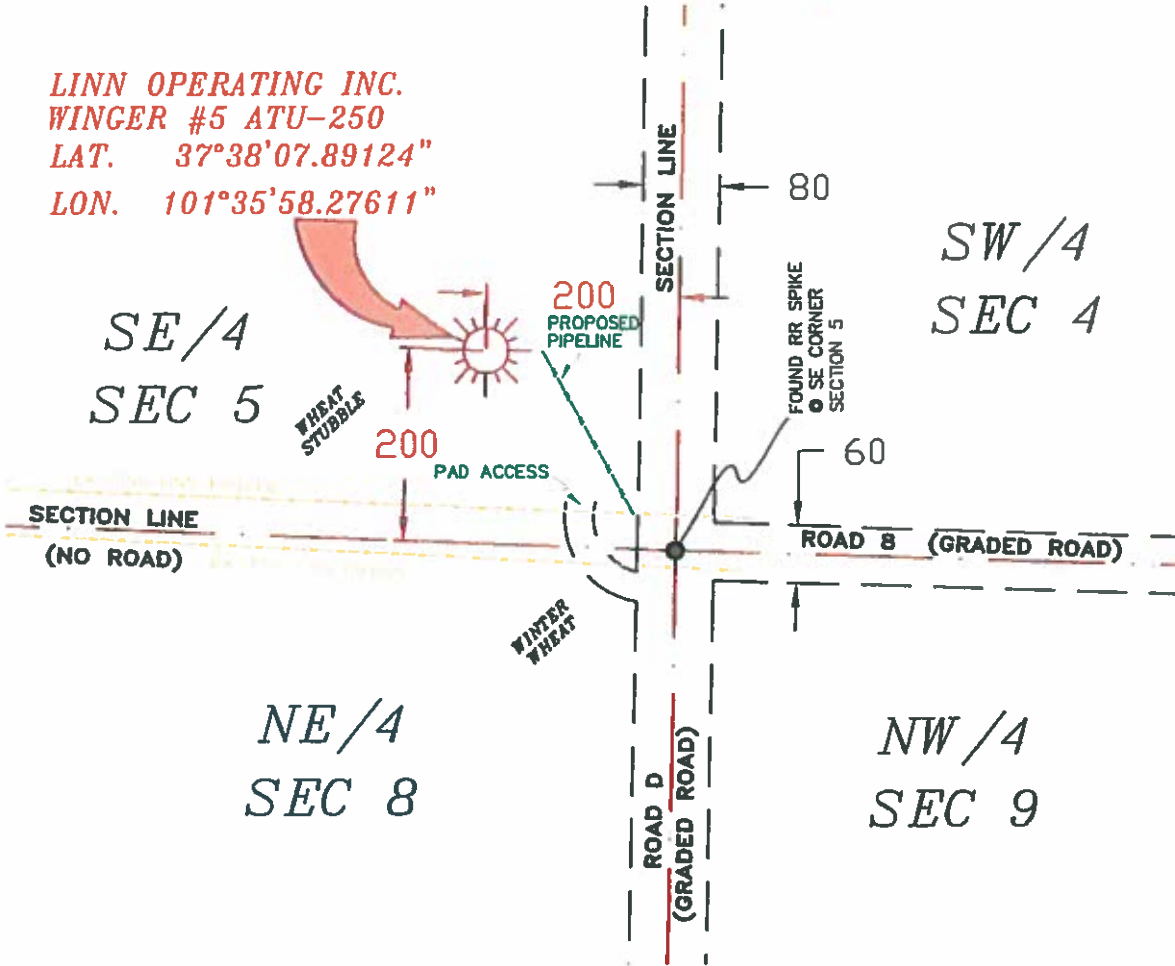 LINN OPERATING INC.
WINGER #5 ATU-250
LAT. 37°38'07.89124"
LON. 101°35'58.27611"
SECTION LINE
80
SW/4
SEC 4
SE/4
SEC 5
200
PROPOSED
PIPELINE
FOUND RR SPIKE
@ SE CORNER
SECTION 5
WHEAT
STUBBLE
200
PAD ACCESS
60
SECTION LINE
(NO ROAD)
ROAD 8 (GRADED ROAD)
WINTER
WHEAT
NE/4
SEC 8
ROAD D
(GRADED ROAD)
NW/4
SEC 9